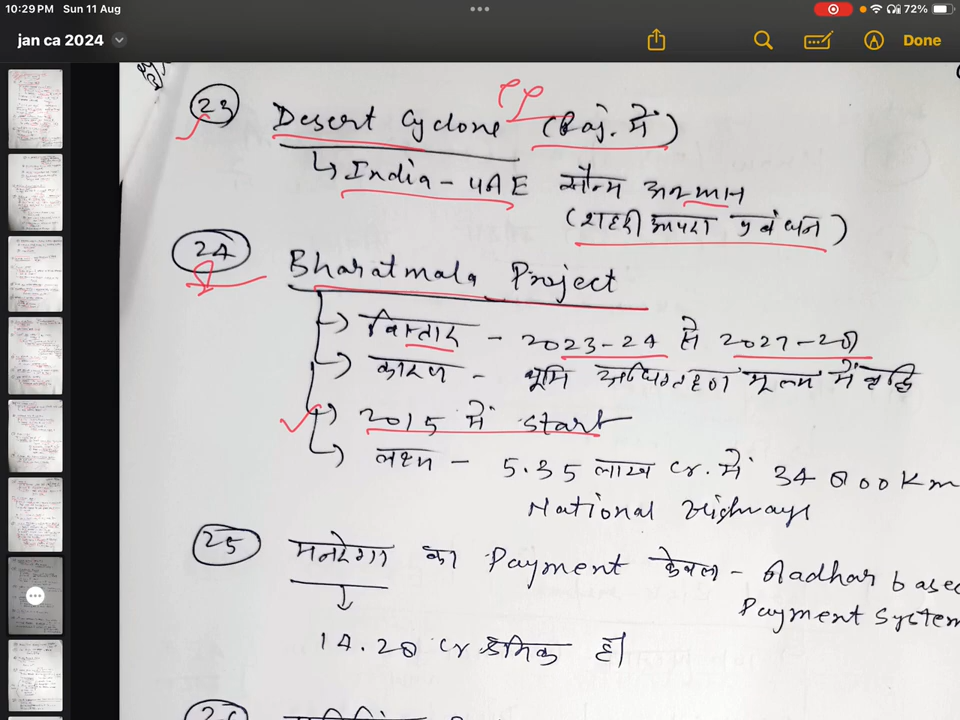 10:29 PM Sun 11 Aug
72%
jan ca 2024
Done
23 Desert Cyclone (Raj. में)
India - UAE सैन्य अभ्यास
(शहरी आपदा प्रबंधन)
24 Bharatmala Project
विस्तार - 2023-24 से 2027-28
कारण - भूमि अधिग्रहण मूल्य में वृद्धि
2015 में start
लक्ष्य - 5.35 लाख cr. में 34800 Km
National Highways
25 मनरेगा का Payment केवल - Aadhar based
Payment System
14.28 cr श्रमिक हैं
26